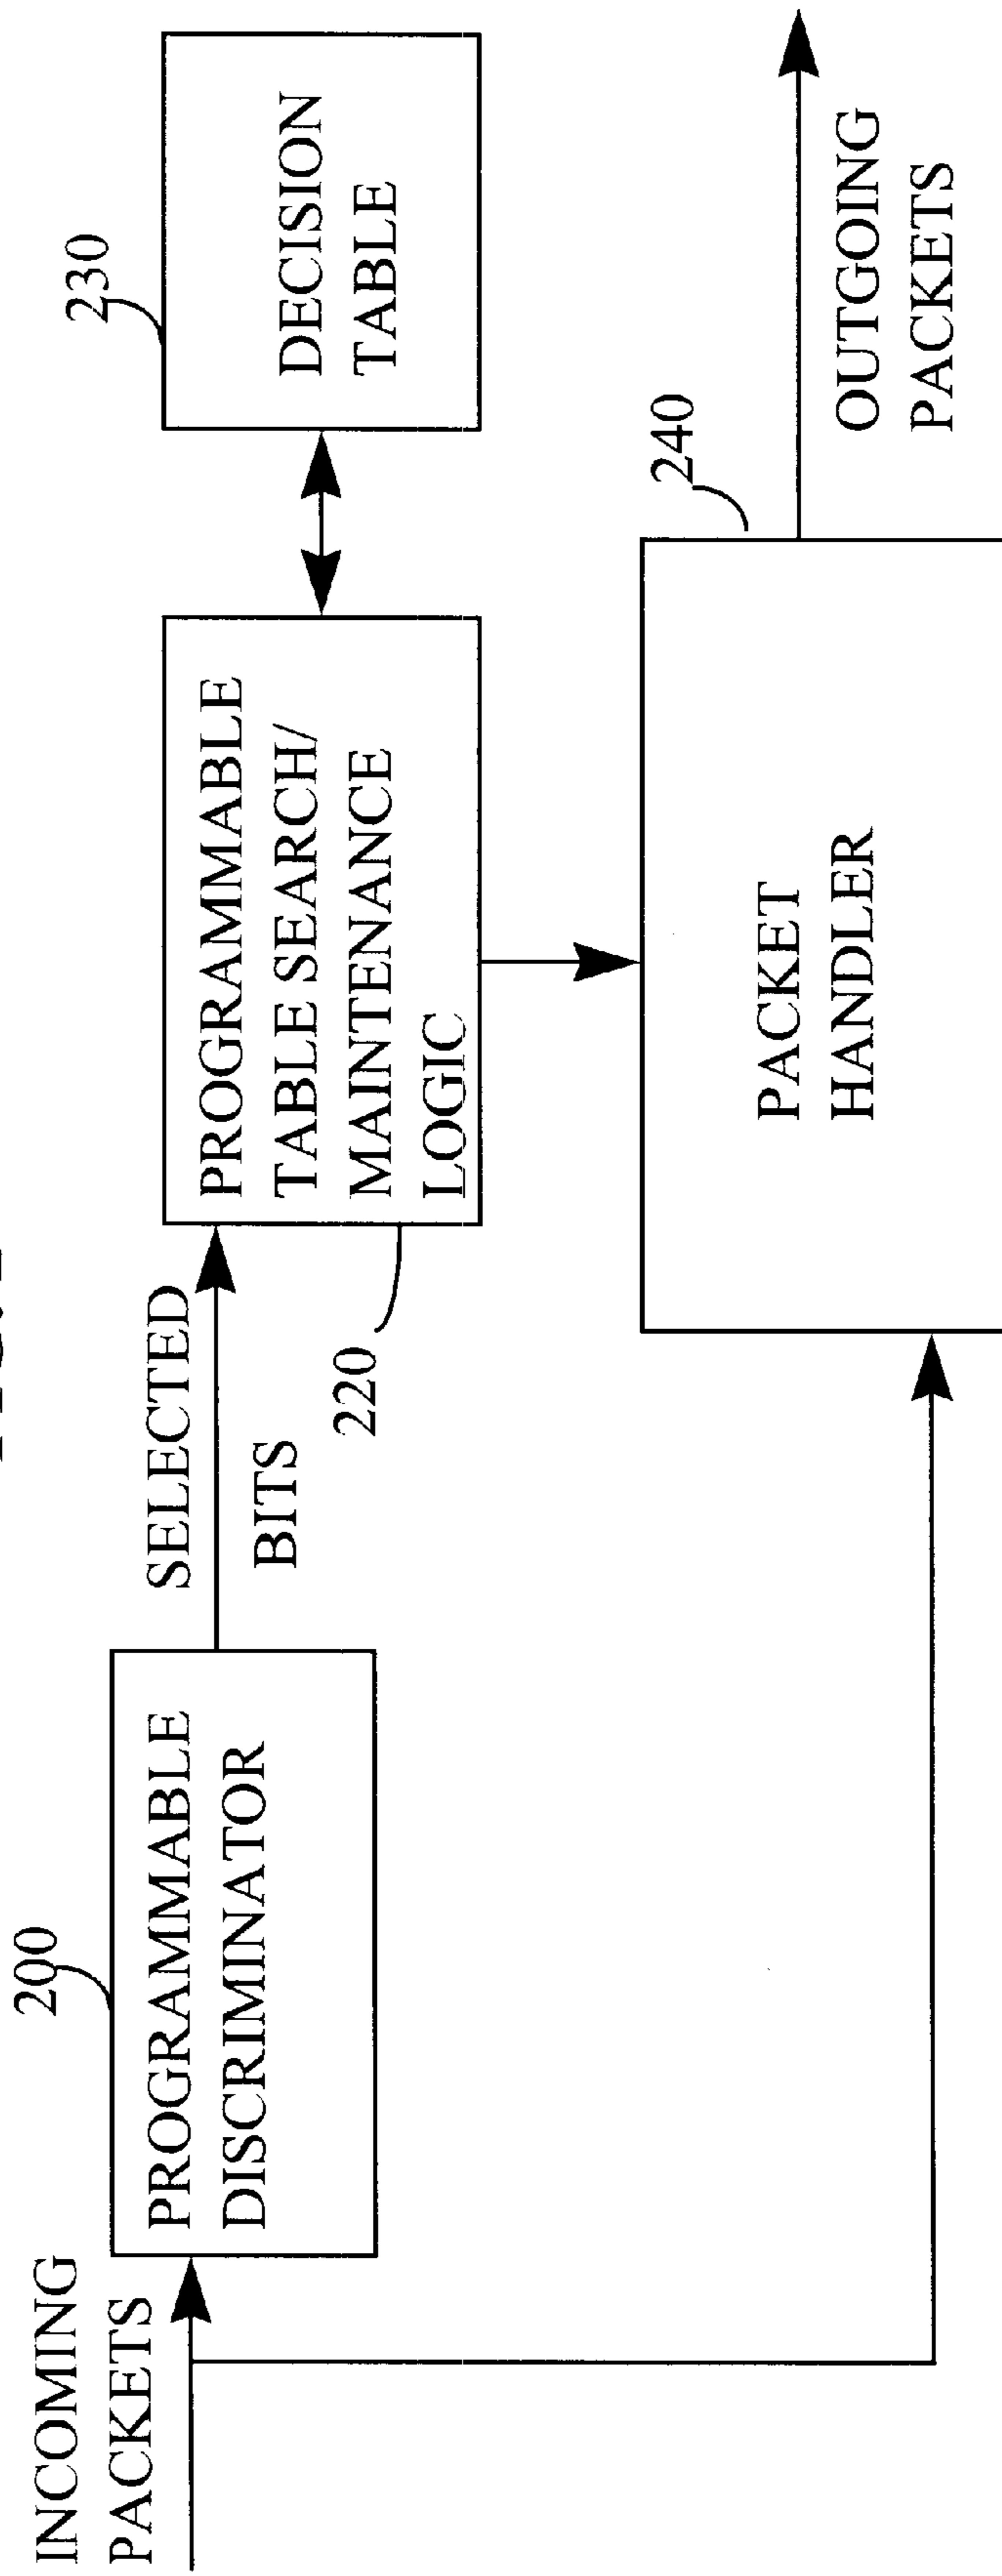 INCOMING
PACKETS
200
PROGRAMMABLE
DISCRIMINATOR
SELECTED
BITS
220
PROGRAMMABLE
TABLE SEARCH/
MAINTENANCE
LOGIC
230
DECISION
TABLE
240
PACKET
HANDLER
OUTGOING
PACKETS